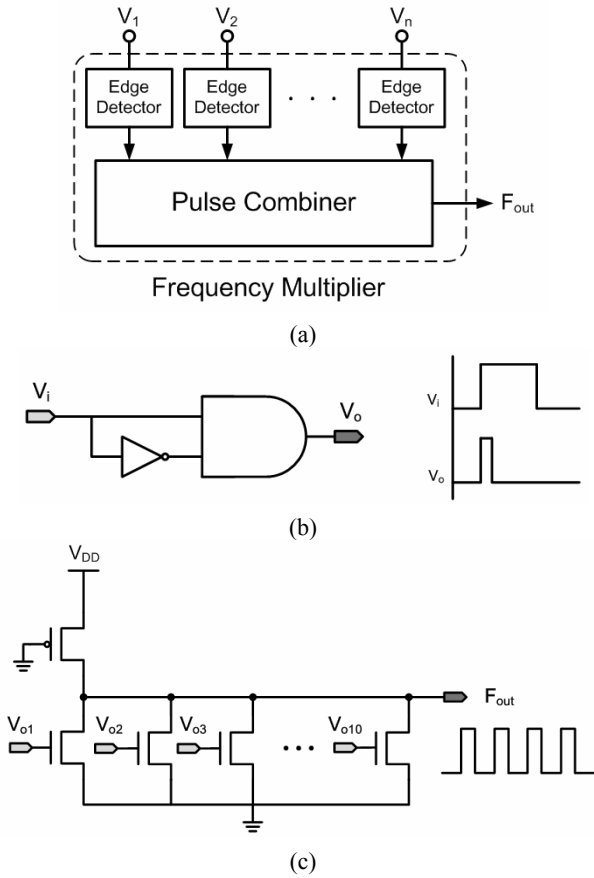 V1 V2 Vn
Edge Detector
Edge Detector
. . .
Edge Detector
Pulse Combiner
Fout
Frequency Multiplier
(a)
Vi
Vo
Vi
Vo
(b)
VDD
Fout
Vo1 Vo2 Vo3 ••• Vo10
(c)